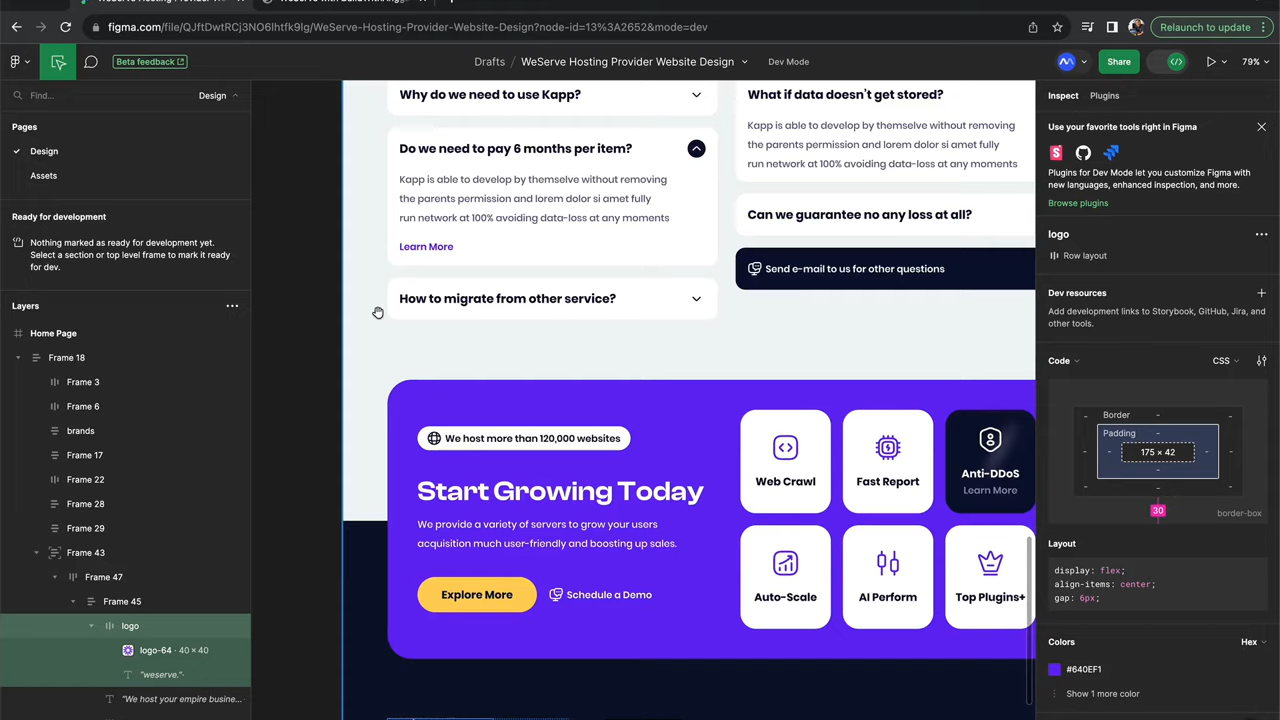 figma.com/file/QJftDwtRCj3NO6lhtfk9lg/WeServe-Hosting-Provider-Website-Design?node-id=13%3A2652&mode=dev
Relaunch to update
Beta feedback
Drafts / WeServe Hosting Provider Website Design
Dev Mode
Share
79%
Find...
Design
Pages
Design
Assets
Ready for development
Nothing marked as ready for development yet.
Select a section or top level frame to mark it ready
for dev.
Layers
Home Page
Frame 18
Frame 3
Frame 6
brands
Frame 17
Frame 22
Frame 28
Frame 29
Frame 43
Frame 47
Frame 45
logo
logo-64 · 40 × 40
"weserve."
"We host your empire busine...
Why do we need to use Kapp?
Do we need to pay 6 months per item?
Kapp is able to develop by themselve without removing
the parents permission and lorem dolor si amet fully
run network at 100% avoiding data-loss at any moments
Learn More
How to migrate from other service?
What if data doesn't get stored?
Kapp is able to develop by themselve without removing
the parents permission and lorem dolor si amet fully
run network at 100% avoiding data-loss at any moments
Can we guarantee no any loss at all?
Send e-mail to us for other questions
We host more than 120,000 websites
Start Growing Today
We provide a variety of servers to grow your users
acquisition much user-friendly and boosting up sales.
Explore More
Schedule a Demo
Web Crawl
Fast Report
Anti-DDoS
Learn More
Auto-Scale
AI Perform
Top Plugins+
Inspect
Plugins
Use your favorite tools right in Figma
Plugins for Dev Mode let you customize Figma with
new languages, enhanced inspection, and more.
Browse plugins
logo
Row layout
Dev resources
Add development links to Storybook, GitHub, Jira, and
other tools.
Code
CSS
Border
-
Padding
-
175 × 42
30
border-box
Layout
display: flex;
align-items: center;
gap: 6px;
Colors
Hex
#640EF1
Show 1 more color